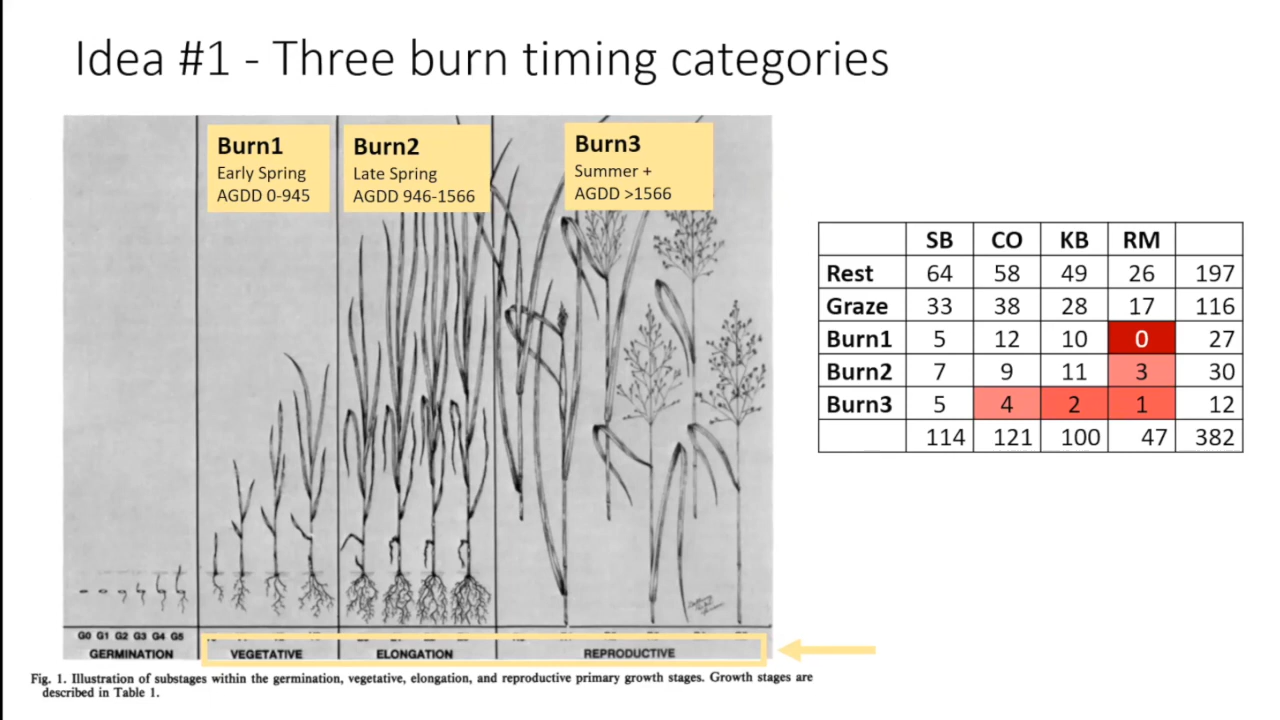 Idea #1 - Three burn timing categories
Burn1
Early Spring
AGDD 0-945
Burn2
Late Spring
AGDD 946-1566
Burn3
Summer +
AGDD >1566
SB CO KB RM
Rest 64 58 49 26 197
Graze 33 38 28 17 116
Burn1 5 12 10 0 27
Burn2 7 9 11 3 30
Burn3 5 4 2 1 12
114 121 100 47 382
G0 G1 G2 G3 G4 G5
GERMINATION VEGETATIVE ELONGATION REPRODUCTIVE
Fig. 1. Illustration of substages within the germination, vegetative, elongation, and reproductive primary growth stages. Growth stages are
described in Table 1.